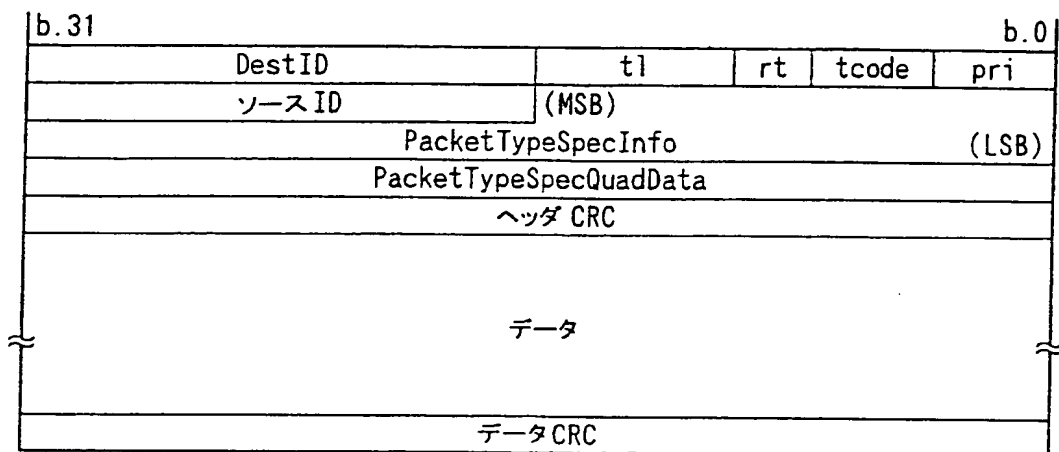 b.31 b.0
DestID tl rt tcode pri
ソースID (MSB)
PacketTypeSpecInfo (LSB)
PacketTypeSpecQuadData
ヘッダ CRC
データ
データCRC